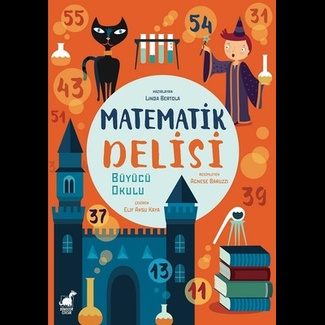 55
54
31
43
51
HAZIRLAYAN
LINDA BERTOLA
MATEMATİK
DELİSİ
BÜYÜCÜ
OKULU
RESİMLEYEN
AGNESE BARUZZI
ÇEVİREN
ELİF AKSU KAYA
39
37
13
11